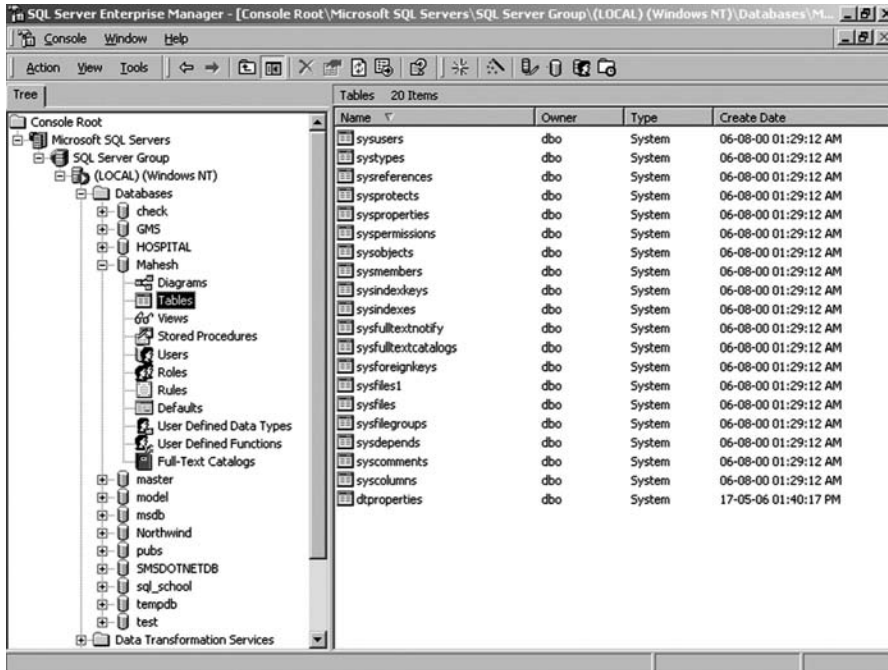 SQL Server Enterprise Manager - [Console Root\Microsoft SQL Servers\SQL Server Group\(LOCAL) (Windows NT)\Databases\M...
Console Window Help
Action View Tools
Tree
Tables 20 Items
Console Root
Microsoft SQL Servers
SQL Server Group
(LOCAL) (Windows NT)
Databases
check
GMS
HOSPITAL
Mahesh
Diagrams
Tables
Views
Stored Procedures
Users
Roles
Rules
Defaults
User Defined Data Types
User Defined Functions
Full-Text Catalogs
master
model
msdb
Northwind
pubs
SMSDOTNETDB
sql_school
tempdb
test
Data Transformation Services
Name Owner Type Create Date
sysusers dbo System 06-08-00 01:29:12 AM
systypes dbo System 06-08-00 01:29:12 AM
sysreferences dbo System 06-08-00 01:29:12 AM
sysprotects dbo System 06-08-00 01:29:12 AM
sysproperties dbo System 06-08-00 01:29:12 AM
syspermissions dbo System 06-08-00 01:29:12 AM
sysobjects dbo System 06-08-00 01:29:12 AM
sysmembers dbo System 06-08-00 01:29:12 AM
sysindexkeys dbo System 06-08-00 01:29:12 AM
sysindexes dbo System 06-08-00 01:29:12 AM
sysfulltextnotify dbo System 06-08-00 01:29:12 AM
sysfulltextcatalogs dbo System 06-08-00 01:29:12 AM
sysforeignkeys dbo System 06-08-00 01:29:12 AM
sysfiles1 dbo System 06-08-00 01:29:12 AM
sysfiles dbo System 06-08-00 01:29:12 AM
sysfilegroups dbo System 06-08-00 01:29:12 AM
sysdepends dbo System 06-08-00 01:29:12 AM
syscomments dbo System 06-08-00 01:29:12 AM
syscolumns dbo System 06-08-00 01:29:12 AM
dtproperties dbo System 17-05-06 01:40:17 PM